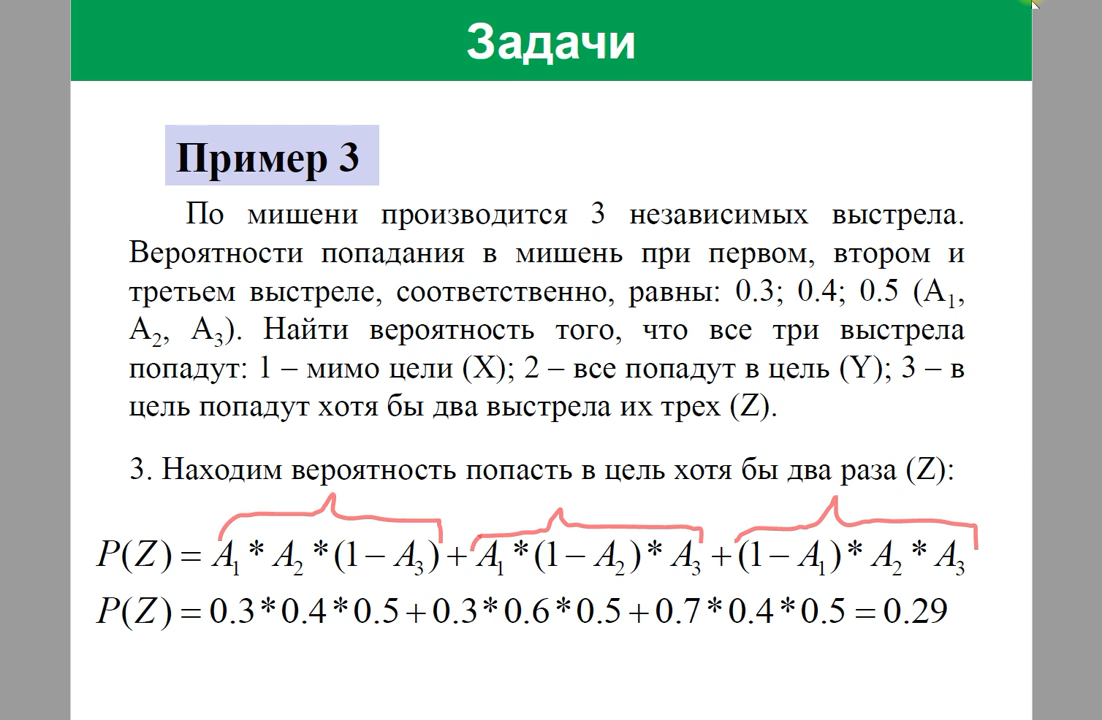 Задачи
Пример 3
По мишени производится 3 независимых выстрела.
Вероятности попадания в мишень при первом, втором и
третьем выстреле, соответственно, равны: 0.3; 0.4; 0.5 (A₁,
A₂, A₃). Найти вероятность того, что все три выстрела
попадут: 1 – мимо цели (X); 2 – все попадут в цель (Y); 3 – в
цель попадут хотя бы два выстрела их трех (Z).
3. Находим вероятность попасть в цель хотя бы два раза (Z):
P(Z) = A₁ * A₂ * (1 − A₃) + A₁ * (1 − A₂) * A₃ + (1 − A₁) * A₂ * A₃
P(Z) = 0.3 * 0.4 * 0.5 + 0.3 * 0.6 * 0.5 + 0.7 * 0.4 * 0.5 = 0.29